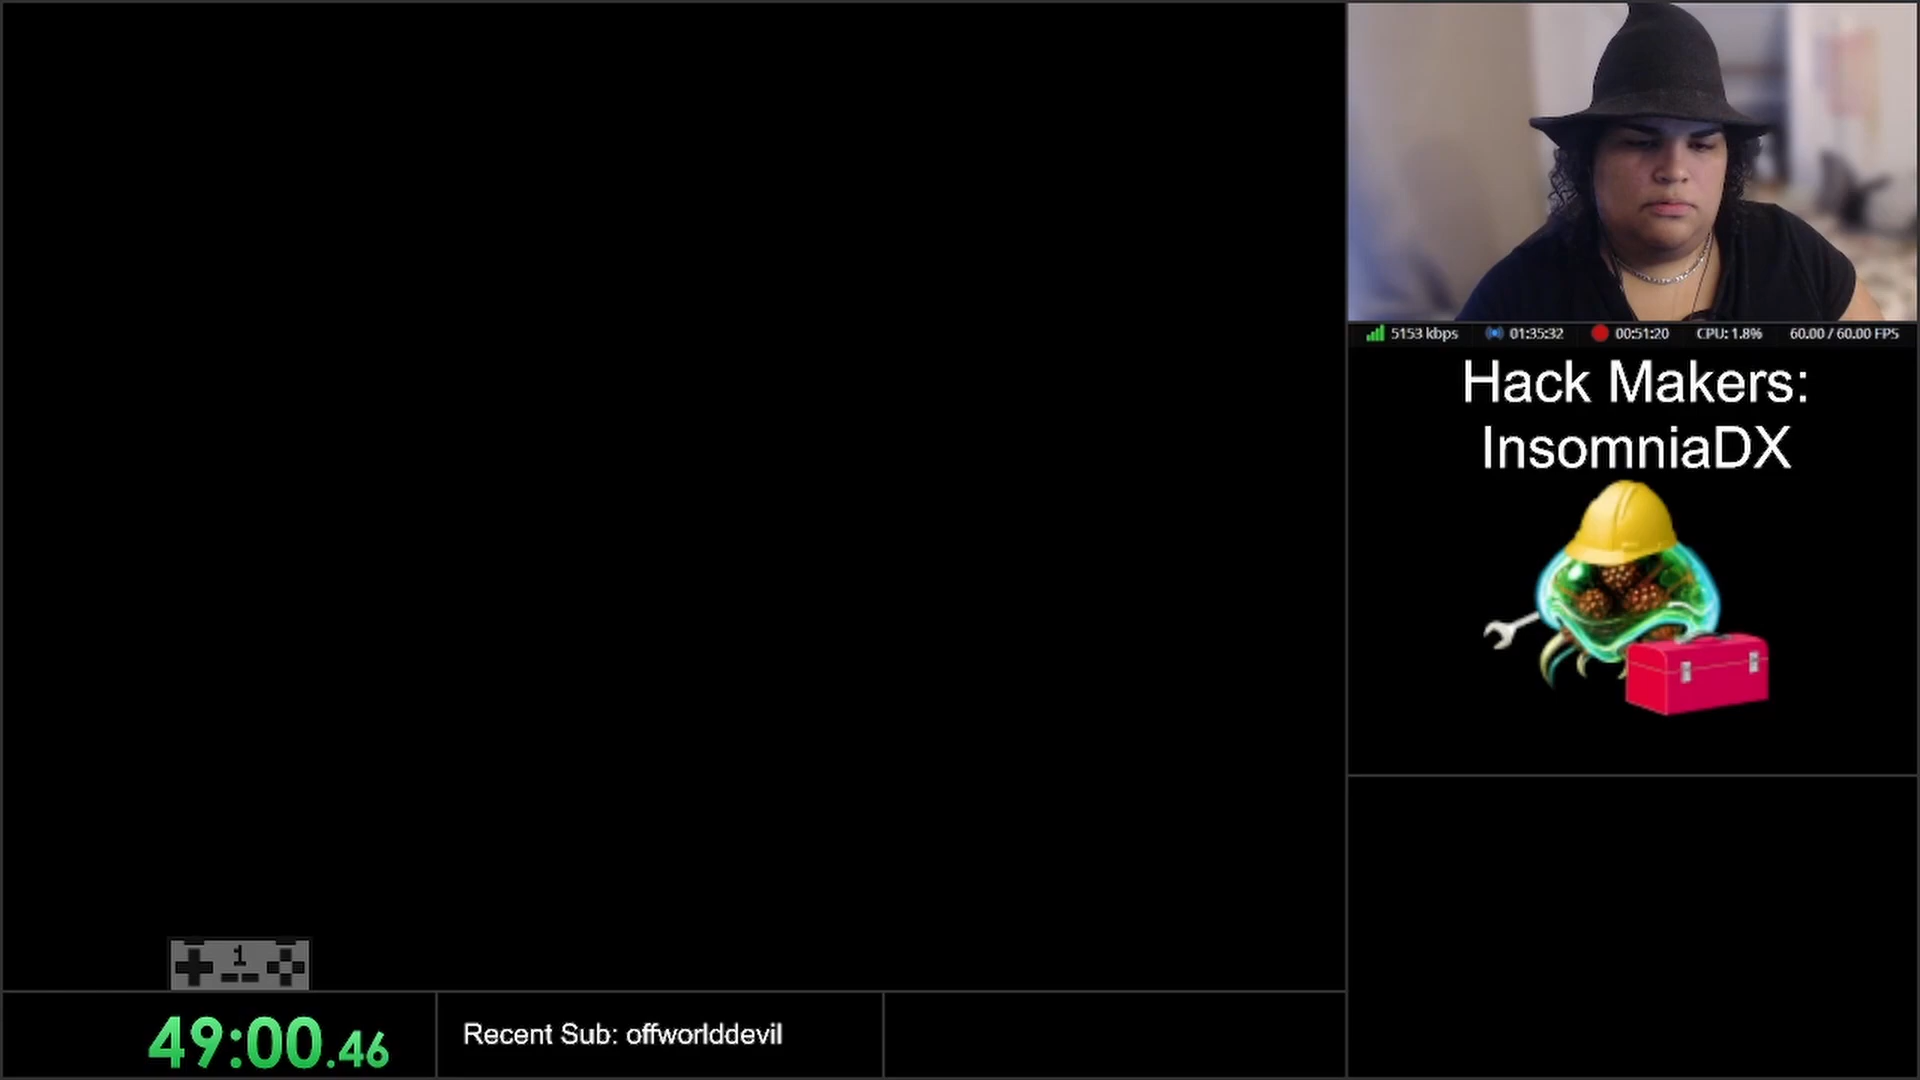 5153 kbps 01:35:32 00:51:20 CPU: 1.8% 60.00 / 60.00 FPS
Hack Makers:
InsomniaDX
1
49:00.46
Recent Sub: offworlddevil